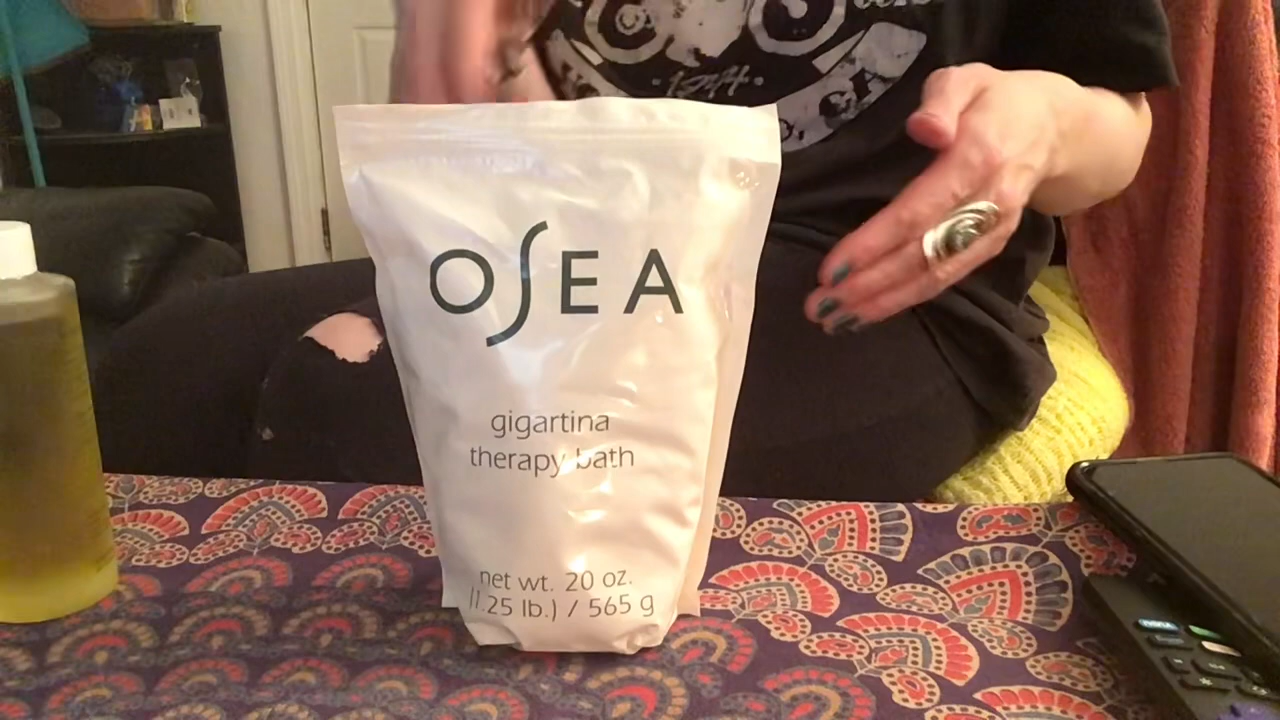 OSEA
gigartina
therapy bath
net wt. 20 oz.
(1.25 lb.) / 565 g